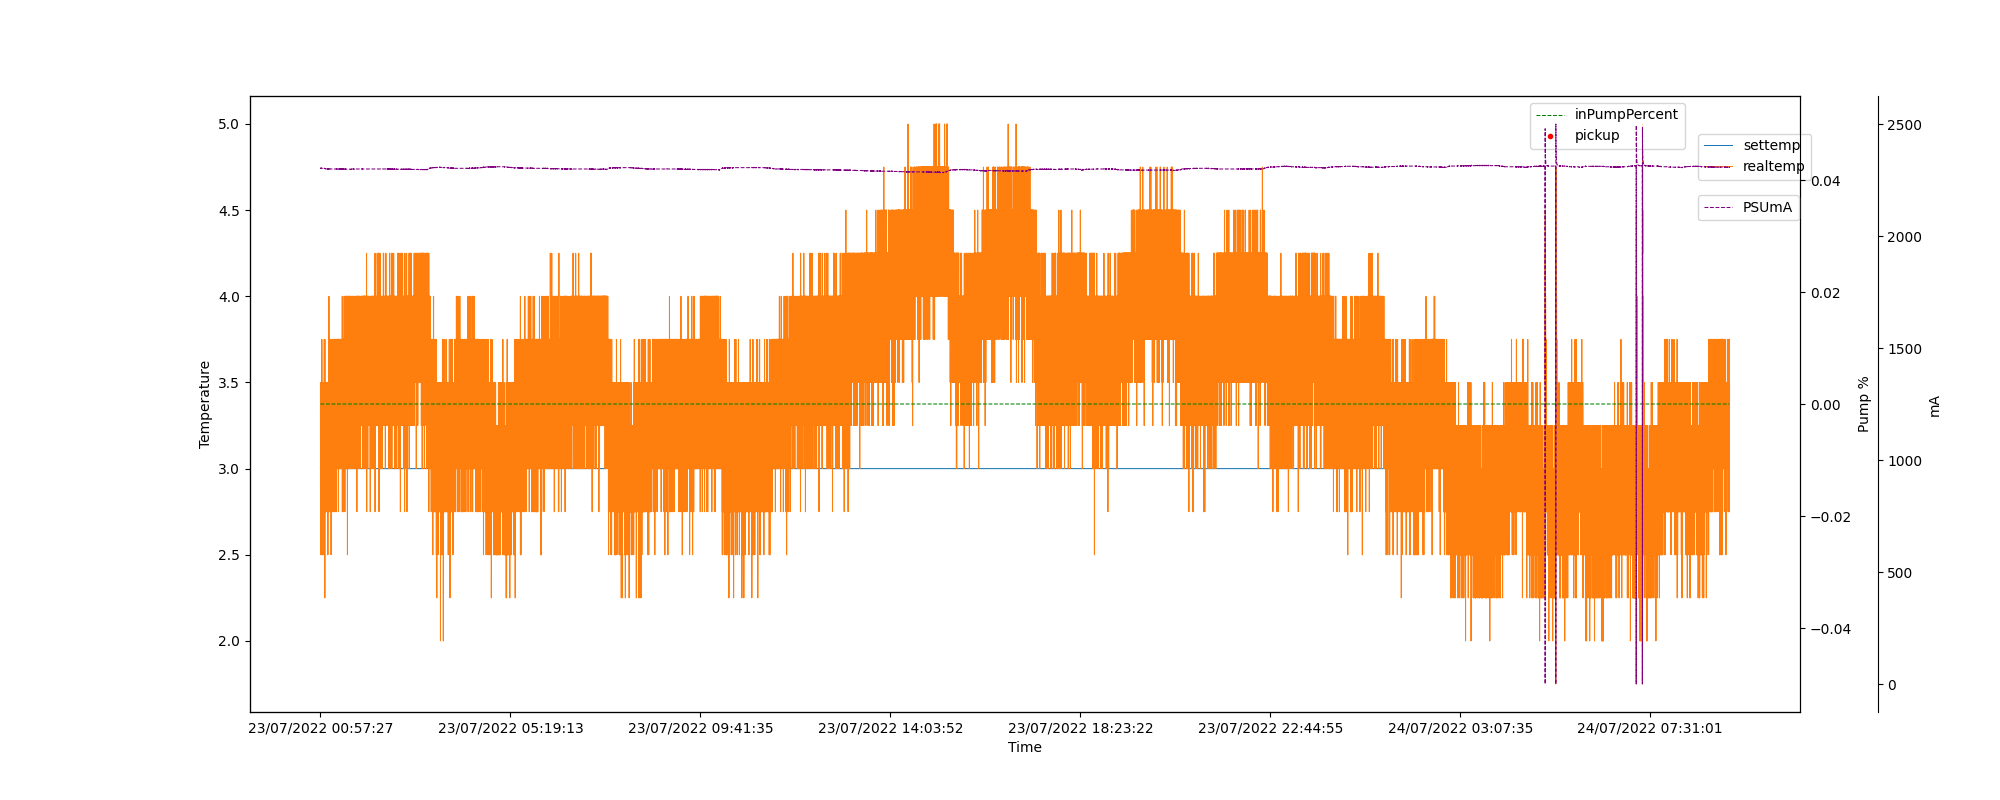 inPumpPercent
pickup
settemp
realtemp
PSUmA
5.0
4.5
4.0
3.5
3.0
2.5
2.0
Temperature
0.04
0.02
0.00
−0.02
−0.04
Pump %
2500
2000
1500
1000
500
0
mA
23/07/2022 00:57:27
23/07/2022 05:19:13
23/07/2022 09:41:35
23/07/2022 14:03:52
23/07/2022 18:23:22
23/07/2022 22:44:55
24/07/2022 03:07:35
24/07/2022 07:31:01
Time